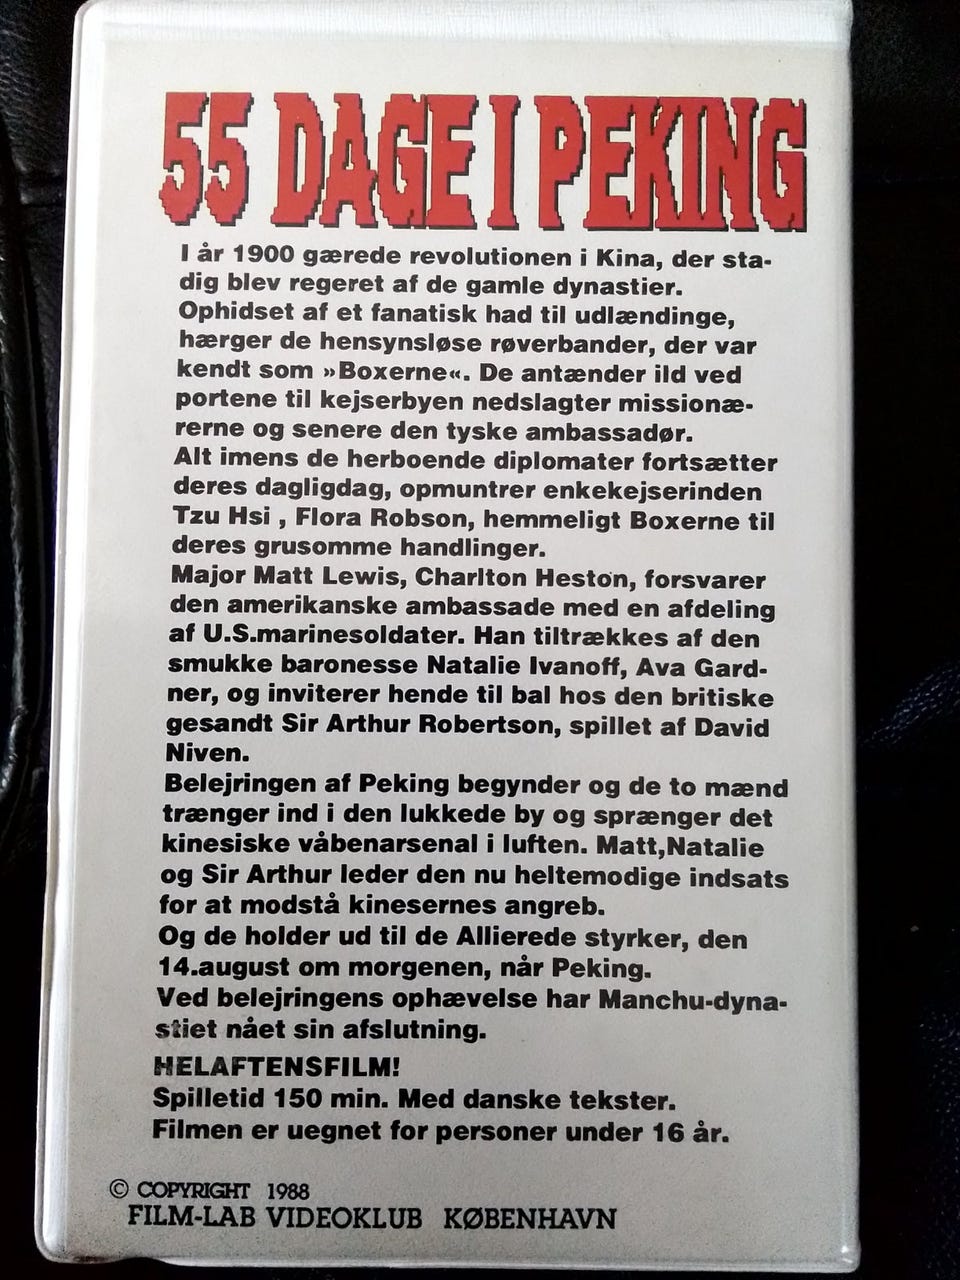 55 DAGE I PEKING
I år 1900 gærede revolutionen i Kina, der sta-
dig blev regeret af de gamle dynastier.
Ophidset af et fanatisk had til udlændinge,
hærger de hensynsløse røverbander, der var
kendt som »Boxerne«. De antænder ild ved
portene til kejserbyen nedslagter missionæ-
rerne og senere den tyske ambassadør.
Alt imens de herboende diplomater fortsætter
deres dagligdag, opmuntrer enkekejserinden
Tzu Hsi , Flora Robson, hemmeligt Boxerne til
deres grusomme handlinger.
Major Matt Lewis, Charlton Heston, forsvarer
den amerikanske ambassade med en afdeling
af U.S.marinesoldater. Han tiltrækkes af den
smukke baronesse Natalie Ivanoff, Ava Gard-
ner, og inviterer hende til bal hos den britiske
gesandt Sir Arthur Robertson, spillet af David
Niven.
Belejringen af Peking begynder og de to mænd
trænger ind i den lukkede by og sprænger det
kinesiske våbenarsenal i luften. Matt,Natalie
og Sir Arthur leder den nu heltemodige indsats
for at modstå kinesernes angreb.
Og de holder ud til de Allierede styrker, den
14.august om morgenen, når Peking.
Ved belejringens ophævelse har Manchu-dyna-
stiet nået sin afslutning.
HELAFTENSFILM!
Spilletid 150 min. Med danske tekster.
Filmen er uegnet for personer under 16 år.
© COPYRIGHT 1988
FILM-LAB VIDEOKLUB KØBENHAVN